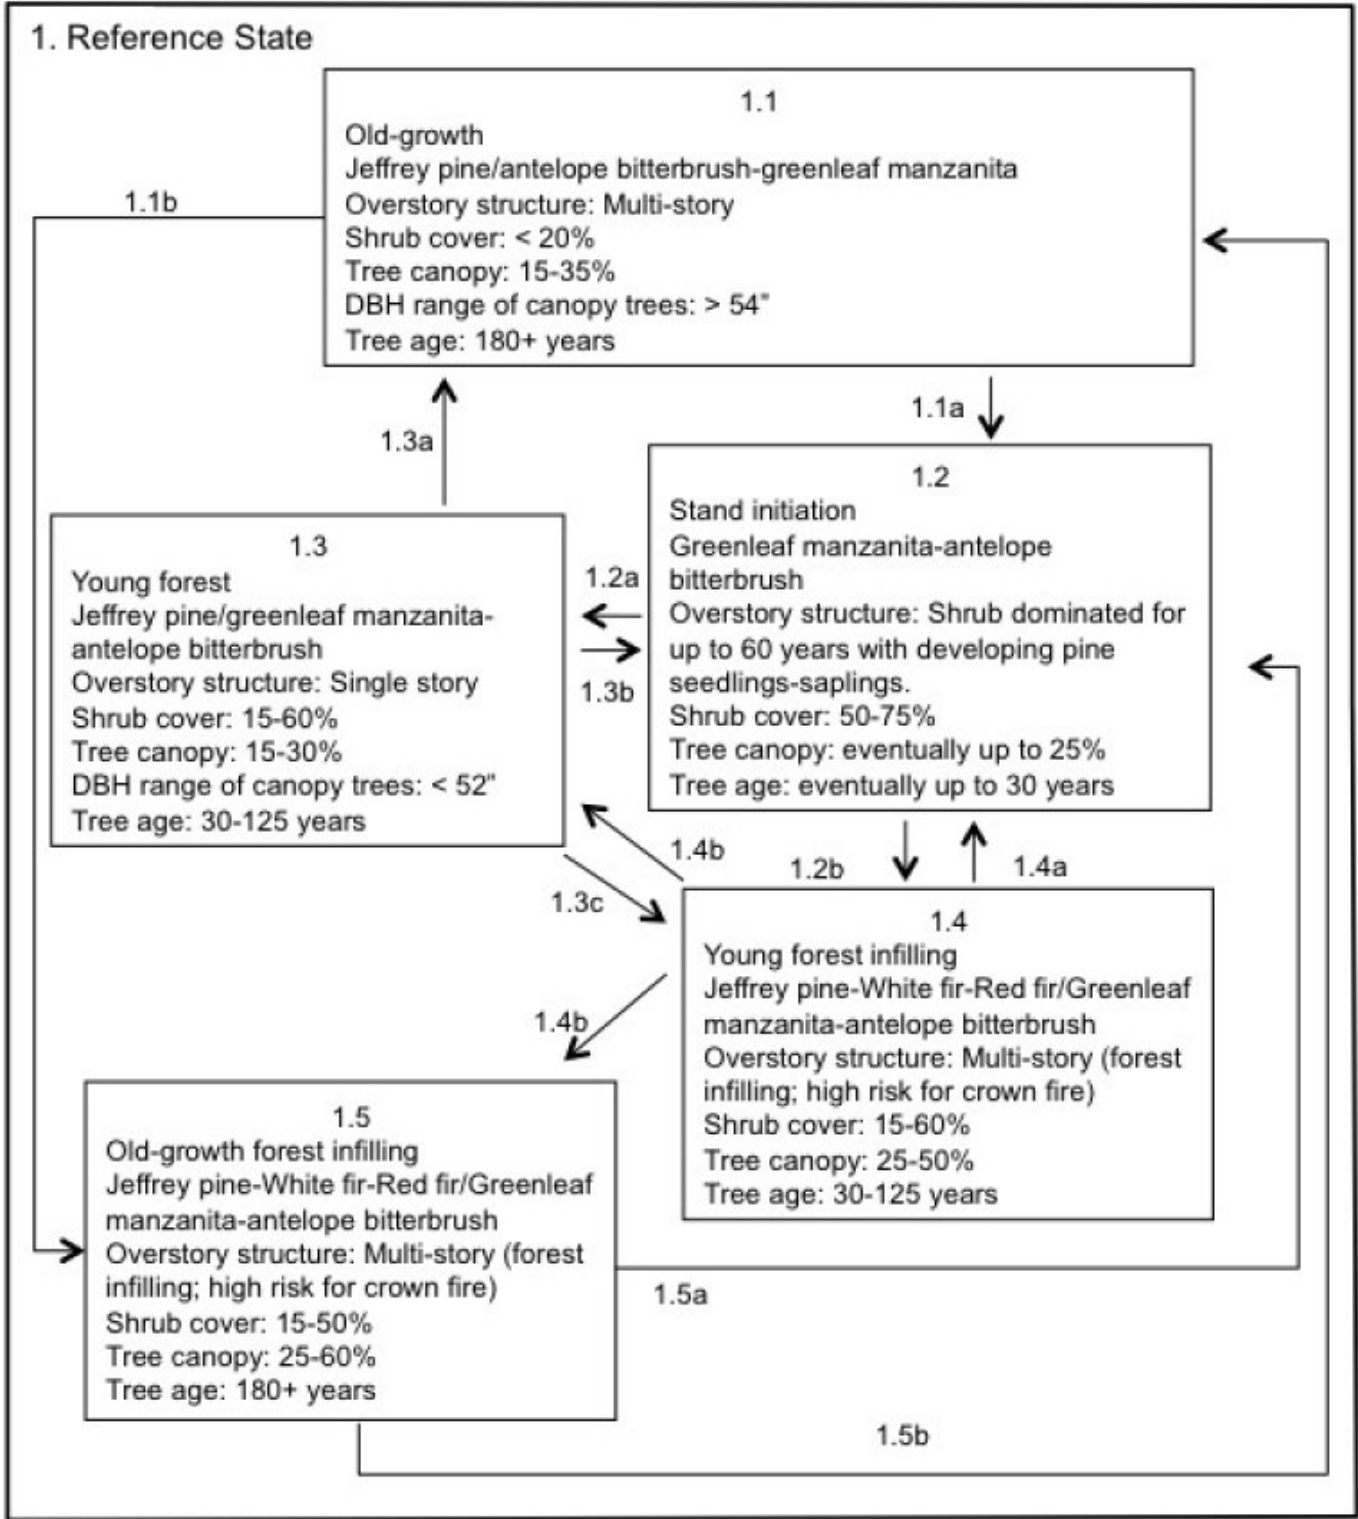 1. Reference State
1.1
Old-growth
Jeffrey pine/antelope bitterbrush-greenleaf manzanita
Overstory structure: Multi-story
Shrub cover: < 20%
Tree canopy: 15-35%
DBH range of canopy trees: > 54"
Tree age: 180+ years
1.1b
1.1a
1.3a
1.2
Stand initiation
Greenleaf manzanita-antelope
bitterbrush
Overstory structure: Shrub dominated for
up to 60 years with developing pine
seedlings-saplings.
Shrub cover: 50-75%
Tree canopy: eventually up to 25%
Tree age: eventually up to 30 years
1.3
Young forest
Jeffrey pine/greenleaf manzanita-
antelope bitterbrush
Overstory structure: Single story
Shrub cover: 15-60%
Tree canopy: 15-30%
DBH range of canopy trees: < 52"
Tree age: 30-125 years
1.2a
1.3b
1.4b
1.2b
1.4a
1.3c
1.4
Young forest infilling
Jeffrey pine-White fir-Red fir/Greenleaf
manzanita-antelope bitterbrush
Overstory structure: Multi-story (forest
infilling; high risk for crown fire)
Shrub cover: 15-60%
Tree canopy: 25-50%
Tree age: 30-125 years
1.4b
1.5
Old-growth forest infilling
Jeffrey pine-White fir-Red fir/Greenleaf
manzanita-antelope bitterbrush
Overstory structure: Multi-story (forest
infilling; high risk for crown fire)
Shrub cover: 15-50%
Tree canopy: 25-60%
Tree age: 180+ years
1.5a
1.5b